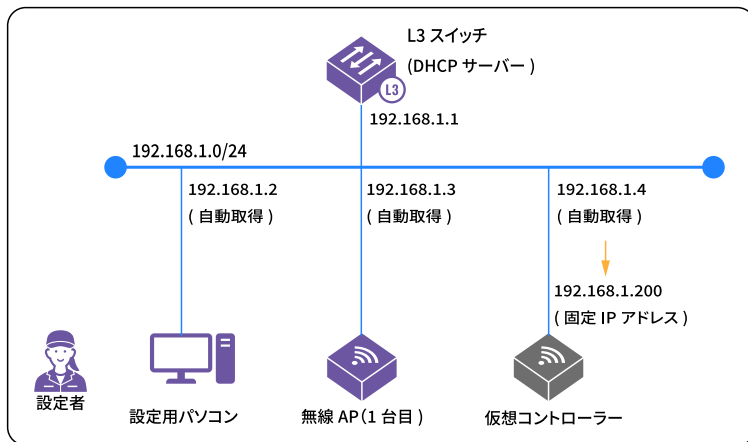 L3 スイッチ
(DHCP サーバー )
L3
192.168.1.1
192.168.1.0/24
192.168.1.2
( 自動取得 )
192.168.1.3
( 自動取得 )
192.168.1.4
( 自動取得 )
192.168.1.200
( 固定 IP アドレス )
設定者
設定用パソコン
無線 AP（1 台目 )
仮想コントローラー